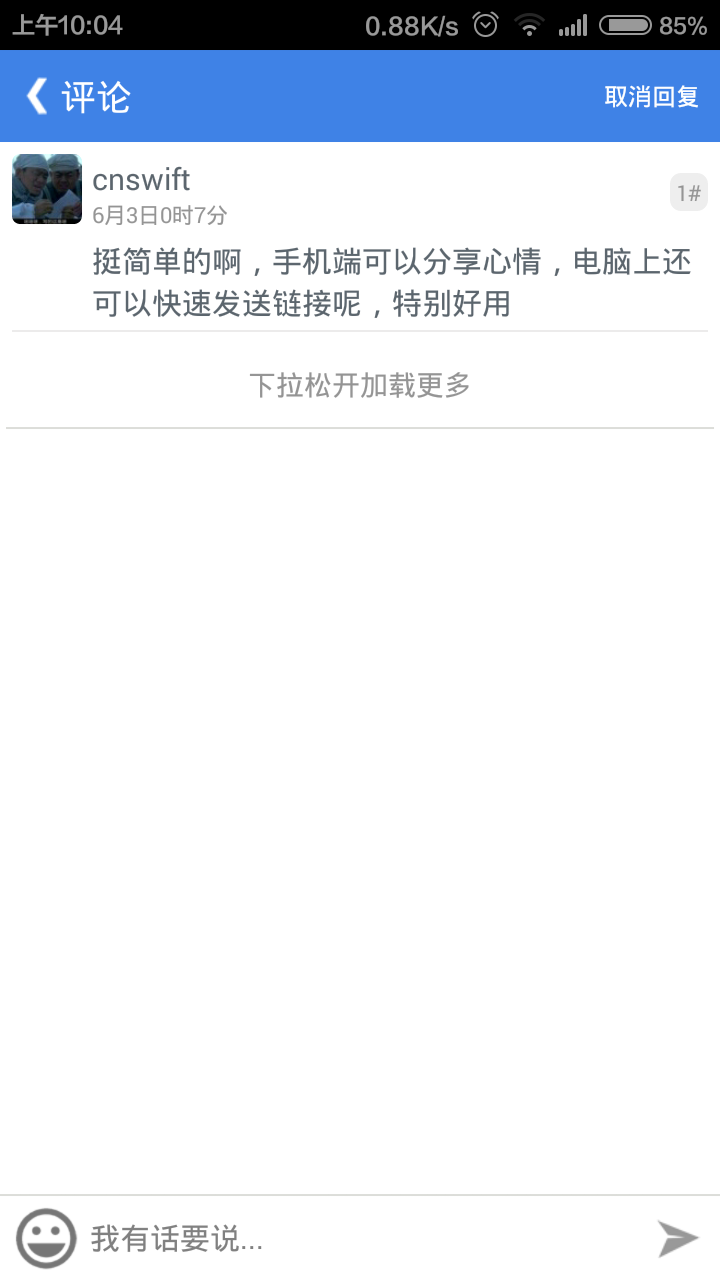 上午10:04 0.88K/s 85%
评论 取消回复
cnswift
6月3日0时7分
1#
挺简单的啊，手机端可以分享心情，电脑上还
可以快速发送链接呢，特别好用
下拉松开加载更多
我有话要说...